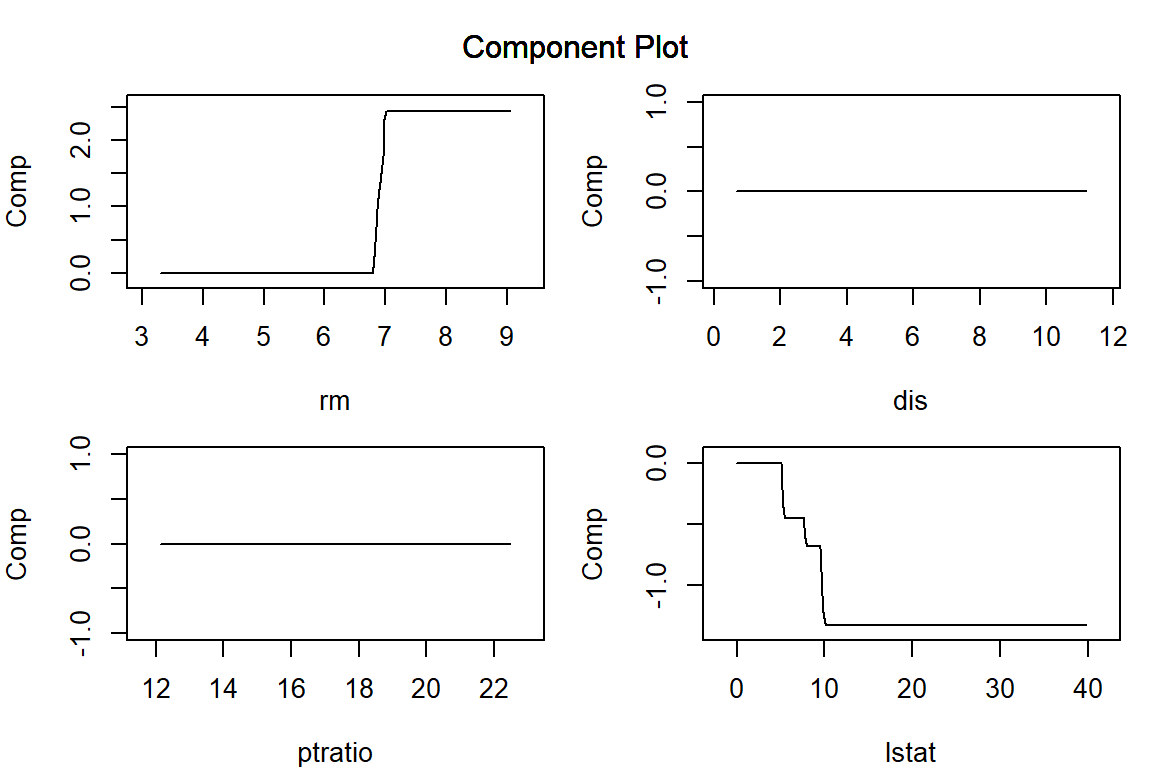 Component Plot
Comp
0.0 1.0 2.0
3 4 5 6 7 8 9
rm
Comp
-1.0 0.0 1.0
0 2 4 6 8 10 12
dis
Comp
-1.0 0.0 1.0
12 14 16 18 20 22
ptratio
Comp
-1.0 0.0
0 10 20 30 40
lstat